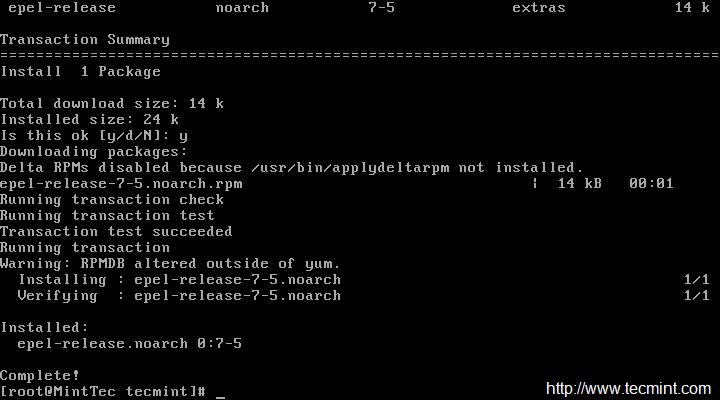 epel-release noarch 7-5 extras 14 k
Transaction Summary
================================================================================
Install 1 Package
Total download size: 14 k
Installed size: 24 k
Is this ok [y/d/N]: y
Downloading packages:
Delta RPMs disabled because /usr/bin/applydeltarpm not installed.
epel-release-7-5.noarch.rpm | 14 kB 00:01
Running transaction check
Running transaction test
Transaction test succeeded
Running transaction
Warning: RPMDB altered outside of yum.
Installing : epel-release-7-5.noarch 1/1
Verifying : epel-release-7-5.noarch 1/1
Installed:
epel-release.noarch 0:7-5
Complete!
[root@MintTec tecmint]# _
http://www.tecmint.com